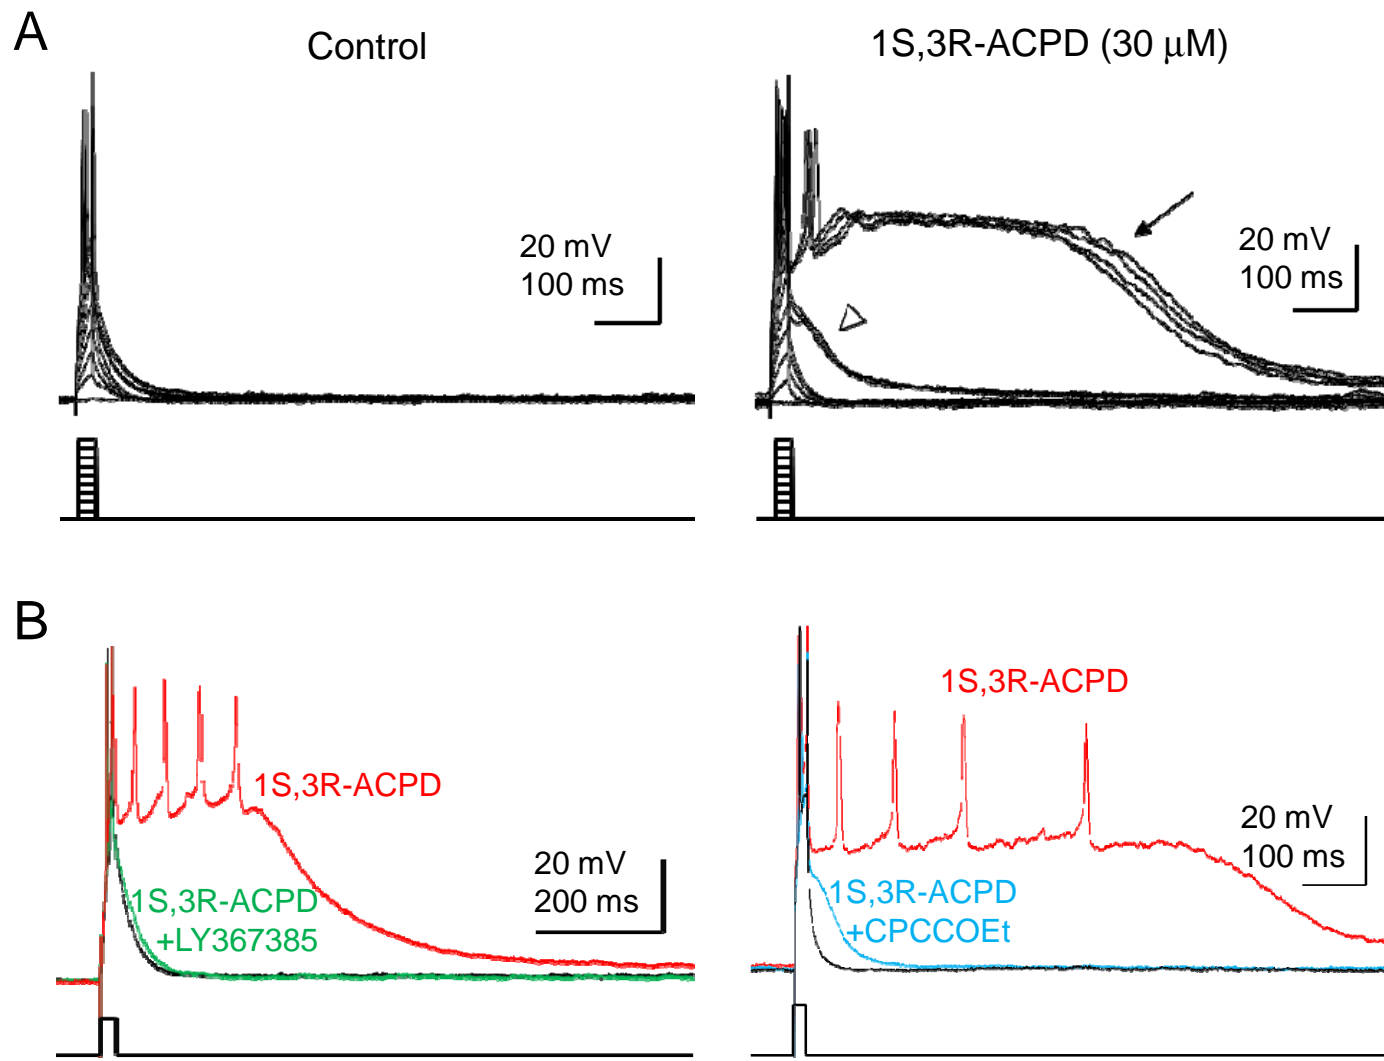 A
Control
1S,3R-ACPD (30 μM)
20 mV
100 ms
20 mV
100 ms
B
1S,3R-ACPD
1S,3R-ACPD
+LY367385
20 mV
200 ms
1S,3R-ACPD
1S,3R-ACPD
+CPCCOEt
20 mV
100 ms